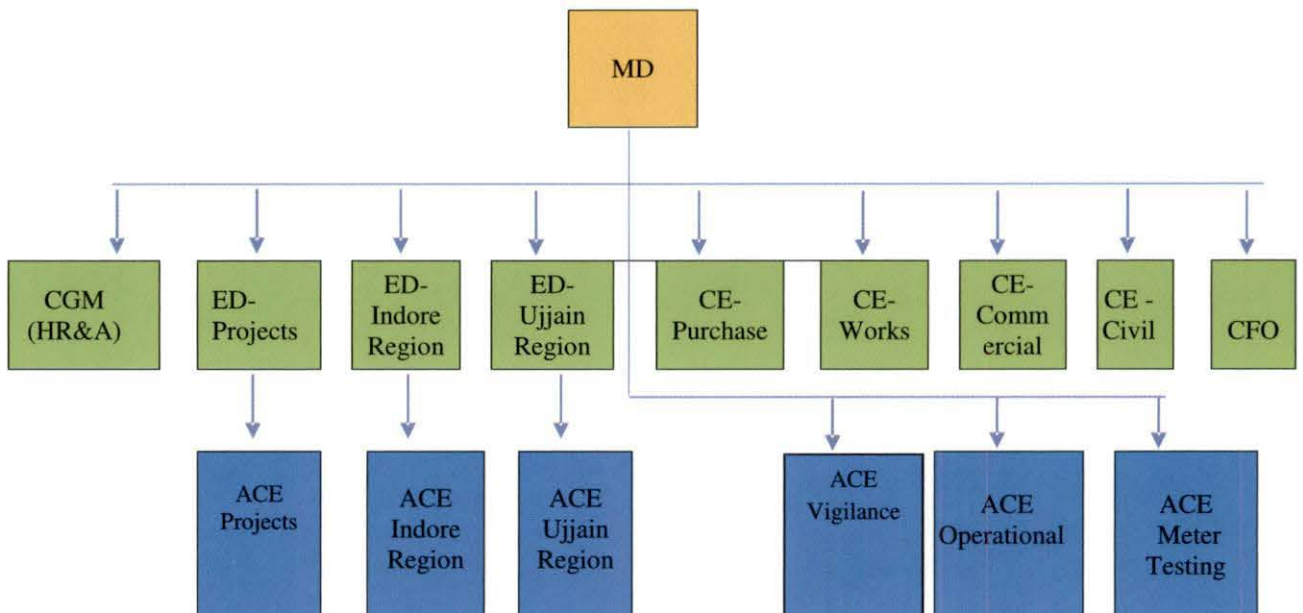 MD
CGM
(HR&A)
ED-
Projects
ED-
Indore
Region
ED-
Ujjain
Region
CE-
Purchase
CE-
Works
CE-
Comm
ercial
CE -
Civil
CFO
ACE
Projects
ACE
Indore
Region
ACE
Ujjain
Region
ACE
Vigilance
ACE
Operational
ACE
Meter
Testing